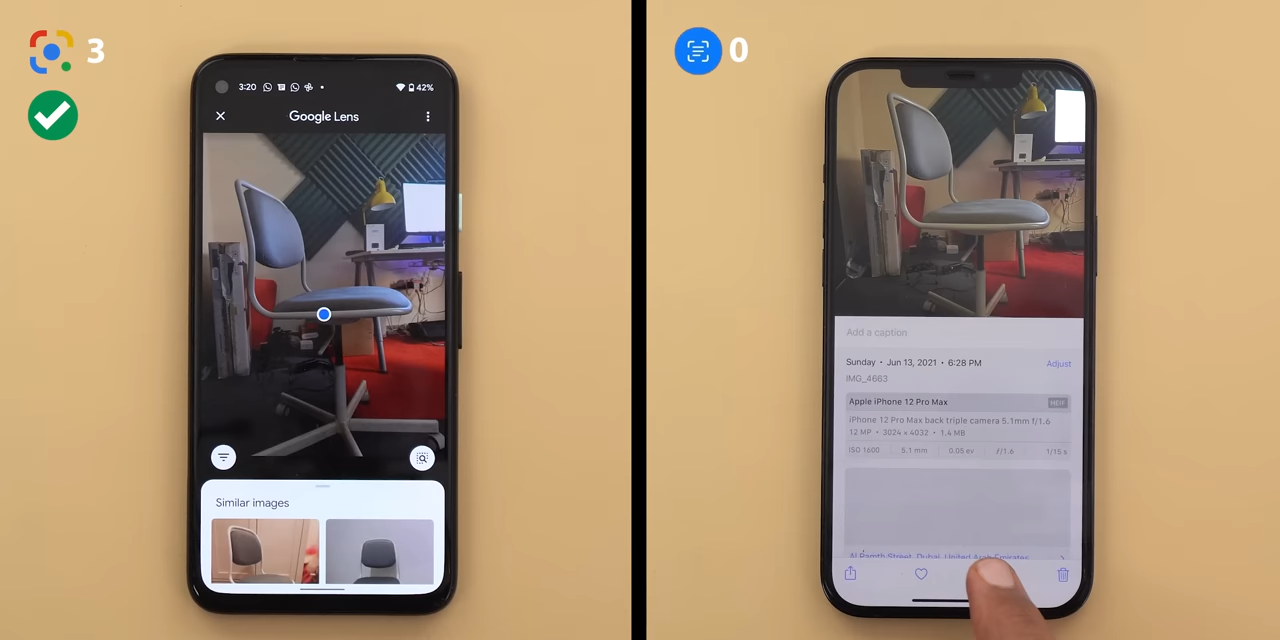 3
3:20
42%
Google Lens
Similar images
0
Add a caption
Sunday • Jun 13, 2021 • 6:28 PM
Adjust
IMG_4663
Apple iPhone 12 Pro Max
HEIF
iPhone 12 Pro Max back triple camera 5.1mm f/1.6
12 MP • 3024 × 4032 • 1.4 MB
ISO 1600
5.1 mm
0.05 ev
ƒ/1.6
1/15 s
Al Ramth Street, Dubai, United Arab Emirates